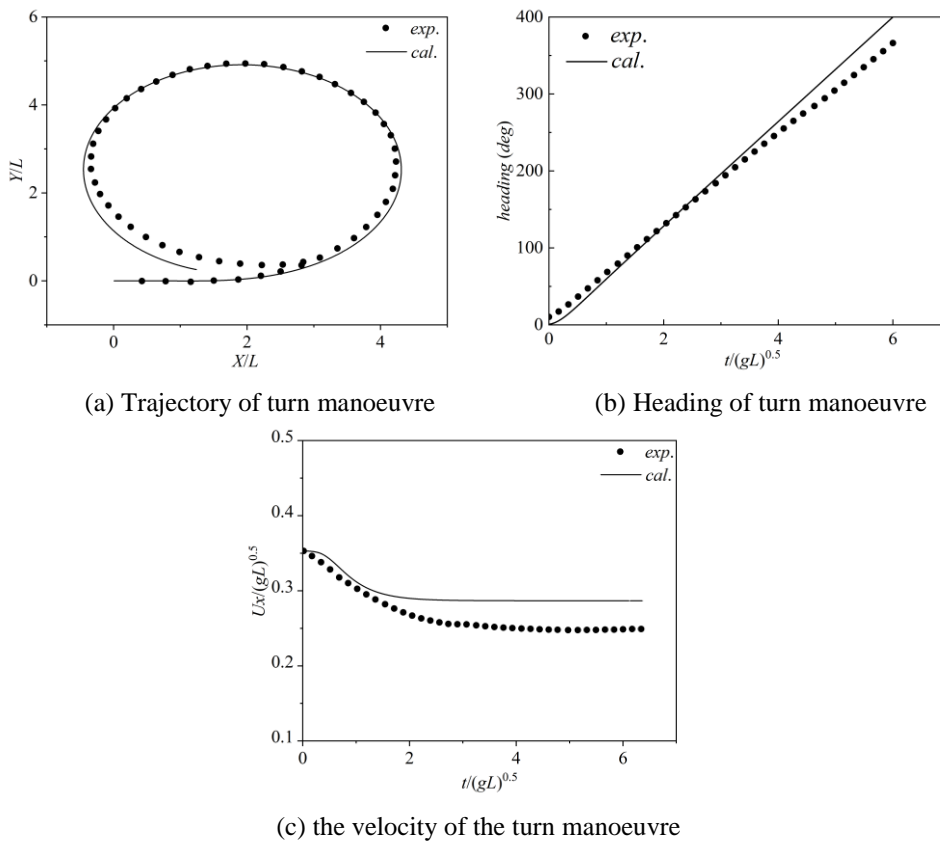 6
5
4
3
2
1
0
Y/L
exp.
cal.
0
2
4
X/L
400
300
200
100
0
heading (deg)
exp.
cal.
0
2
4
6
t/(gL)^0.5
(a) Trajectory of turn manoeuvre
(b) Heading of turn manoeuvre
0.5
0.3
0.2
0.1
Ux/(gL)^0.5
exp.
cal.
0
2
4
6
t/(gL)^0.5
(c) the velocity of the turn manoeuvre